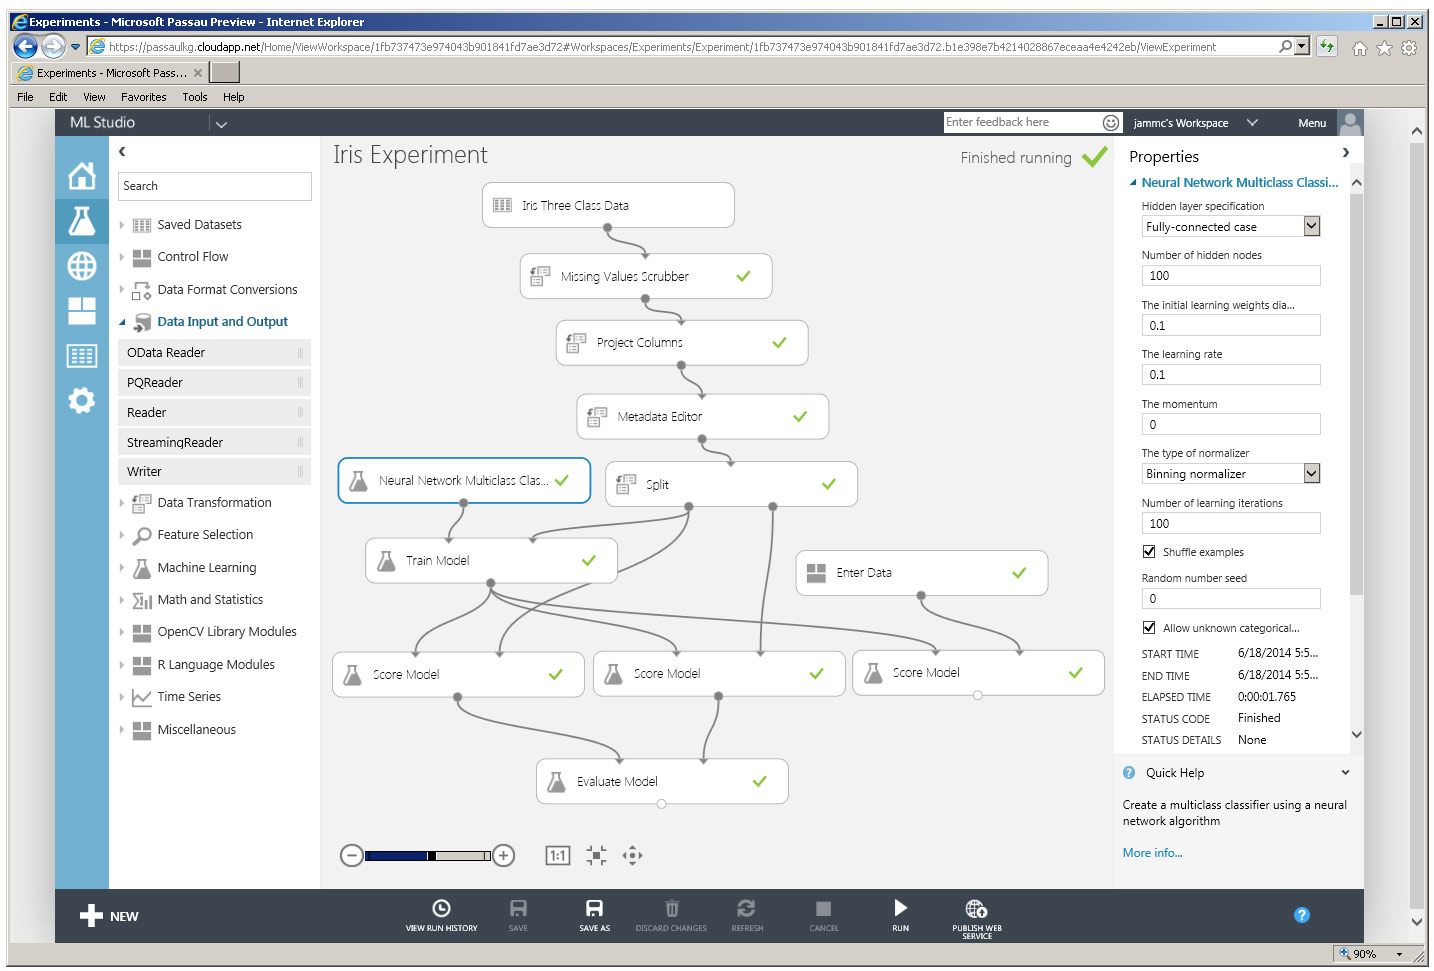 Experiments - Microsoft Passau Preview - Internet Explorer
https://passaulkg.cloudapp.net/Home/ViewWorkspace/1fb737473e974043b901841fd7ae3d72#Workspaces/Experiments/Experiment/1fb737473e974043b901841fd7ae3d72.b1e398e7b4214028867eceaa4e4242eb/ViewExperiment
Experiments - Microsoft Pass...
File Edit View Favorites Tools Help
ML Studio
Enter feedback here
jammc's Workspace
Menu
Search
Saved Datasets
Control Flow
Data Format Conversions
Data Input and Output
OData Reader
PQReader
Reader
StreamingReader
Writer
Data Transformation
Feature Selection
Machine Learning
Math and Statistics
OpenCV Library Modules
R Language Modules
Time Series
Miscellaneous
Iris Experiment
Finished running
Iris Three Class Data
Missing Values Scrubber
Project Columns
Metadata Editor
Neural Network Multiclass Clas...
Split
Train Model
Enter Data
Score Model
Score Model
Score Model
Evaluate Model
1:1
Properties
Neural Network Multiclass Classi...
Hidden layer specification
Fully-connected case
Number of hidden nodes
100
The initial learning weights dia...
0.1
The learning rate
0.1
The momentum
0
The type of normalizer
Binning normalizer
Number of learning iterations
100
Shuffle examples
Random number seed
0
Allow unknown categorical...
START TIME 6/18/2014 5:5...
END TIME 6/18/2014 5:5...
ELAPSED TIME 0:00:01.765
STATUS CODE Finished
STATUS DETAILS None
Quick Help
Create a multiclass classifier using a neural
network algorithm
More info...
NEW
VIEW RUN HISTORY
SAVE
SAVE AS
DISCARD CHANGES
REFRESH
CANCEL
RUN
PUBLISH WEB
SERVICE
90%